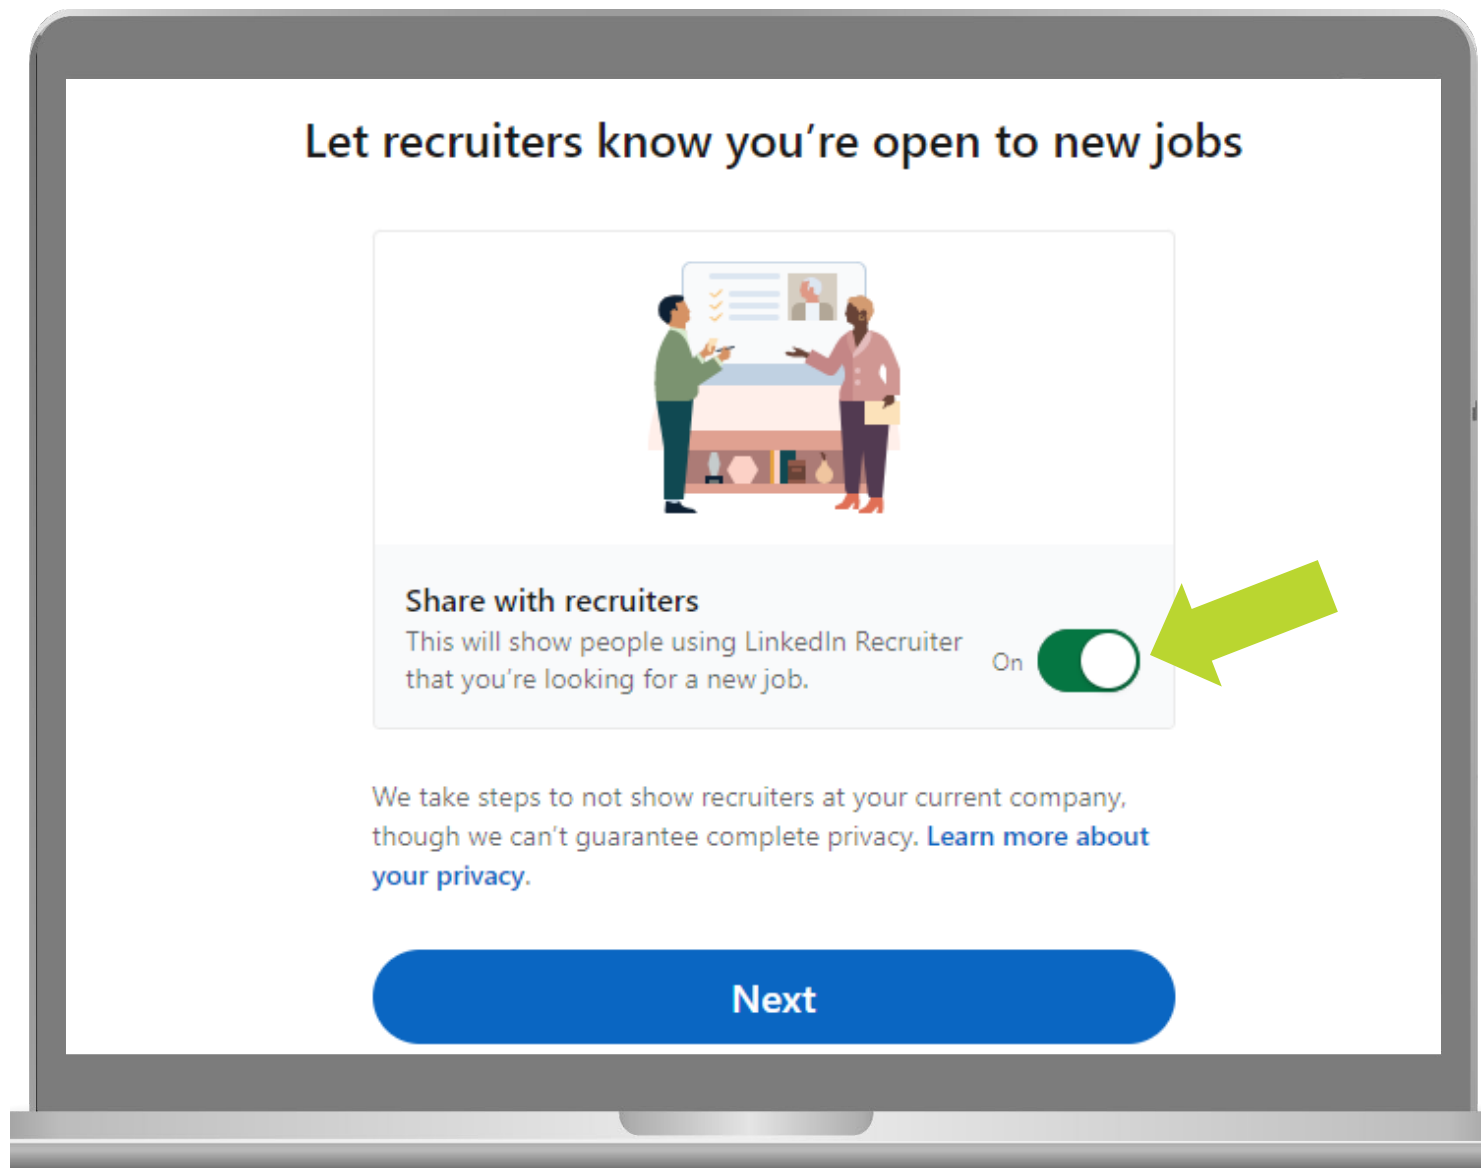 Let recruiters know you’re open to new jobs
Share with recruiters
This will show people using LinkedIn Recruiter
that you’re looking for a new job.
On
We take steps to not show recruiters at your current company,
though we can’t guarantee complete privacy. Learn more about
your privacy.
Next